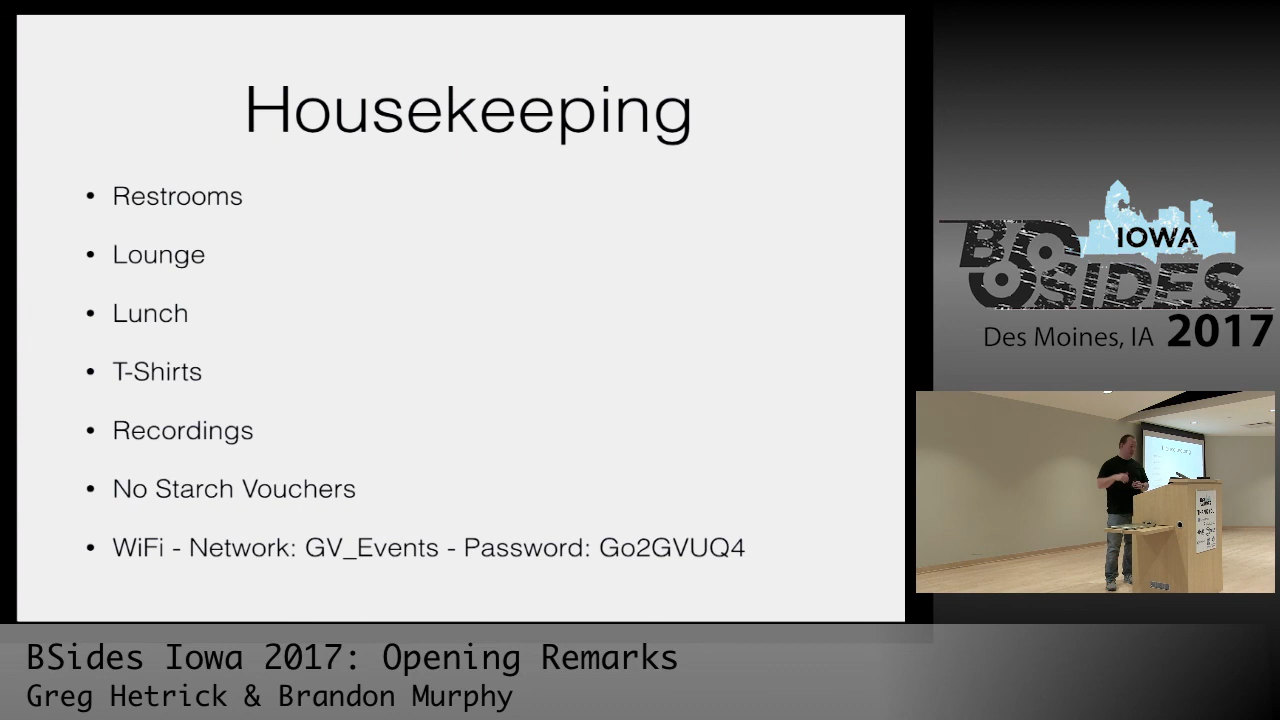 Housekeeping
• Restrooms
• Lounge
• Lunch
• T-Shirts
• Recordings
• No Starch Vouchers
• WiFi - Network: GV_Events - Password: Go2GVUQ4
BSIDES
IOWA
Des Moines, IA 2017
BSides Iowa 2017: Opening Remarks
Greg Hetrick & Brandon Murphy